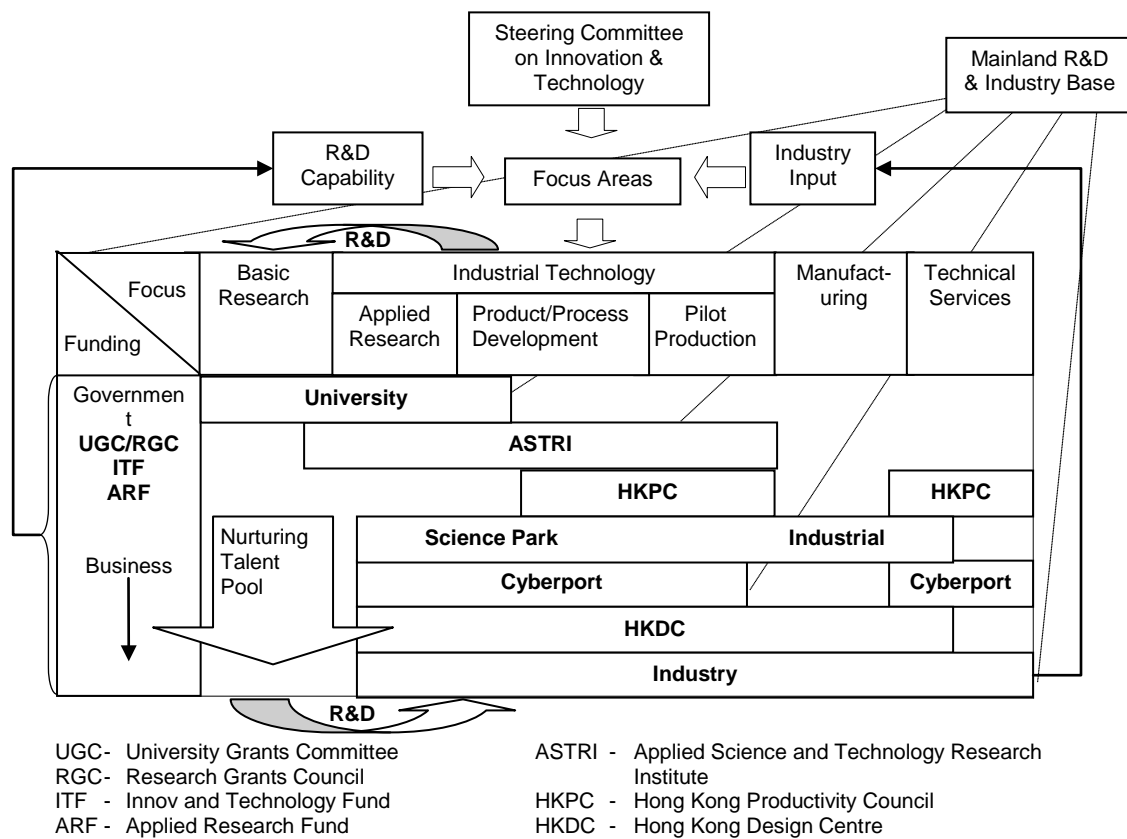 Steering Committee
on Innovation &
Technology
Mainland R&D
& Industry Base
R&D
Capability
Focus Areas
Industry
Input
R&D
Focus
Funding
Basic
Research
Industrial Technology
Applied
Research
Product/Process
Development
Pilot
Production
Manufact-
uring
Technical
Services
Governmen
t
UGC/RGC
ITF
ARF
Business
University
ASTRI
HKPC
HKPC
Nurturing
Talent
Pool
Science Park
Industrial
Cyberport
Cyberport
HKDC
Industry
R&D
UGC - University Grants Committee
RGC - Research Grants Council
ITF - Innov and Technology Fund
ARF - Applied Research Fund
ASTRI - Applied Science and Technology Research
Institute
HKPC - Hong Kong Productivity Council
HKDC - Hong Kong Design Centre